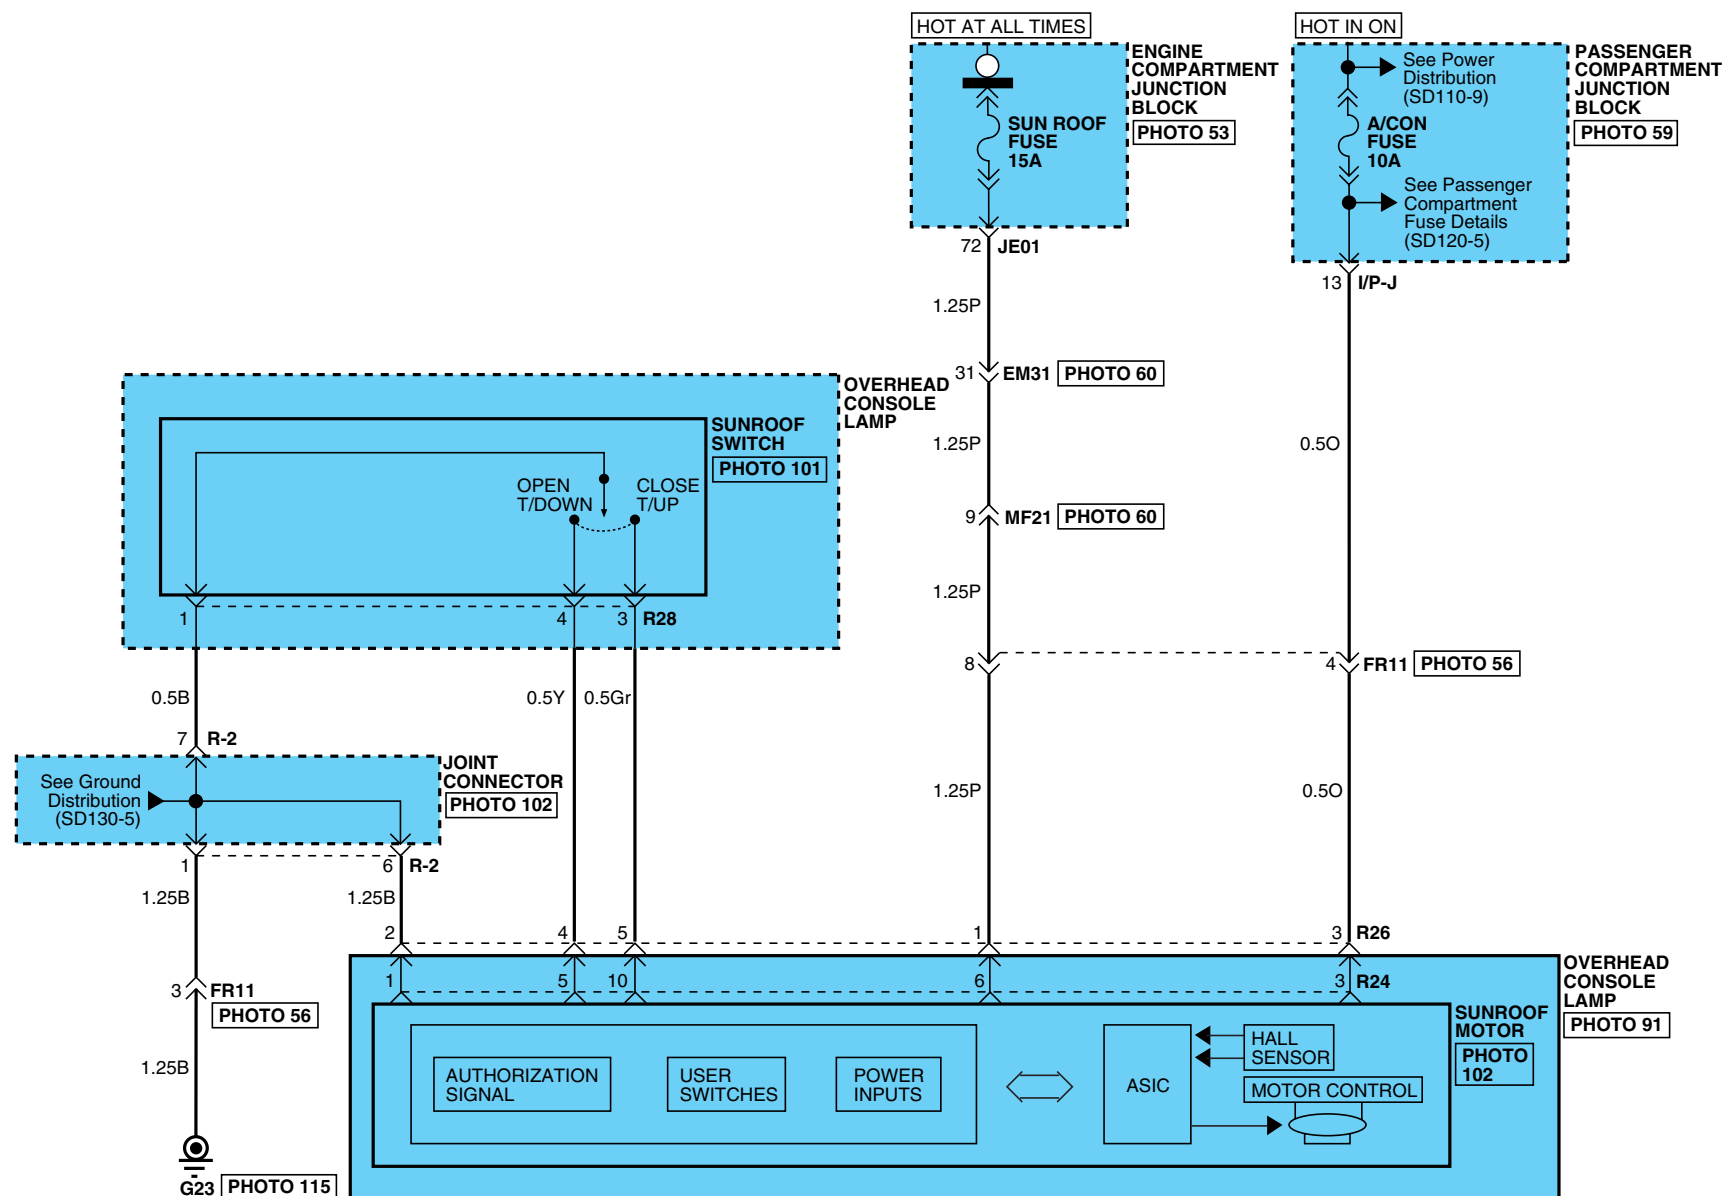 HOT AT ALL TIMES
HOT IN ON
ENGINE
COMPARTMENT
JUNCTION
BLOCK
PHOTO 53
SUN ROOF
FUSE
15A
See Power
Distribution
(SD110-9)
A/CON
FUSE
10A
See Passenger
Compartment
Fuse Details
(SD120-5)
PASSENGER
COMPARTMENT
JUNCTION
BLOCK
PHOTO 59
72 JE01
13 I/P-J
1.25P
31 EM31 PHOTO 60
1.25P
0.5O
9 MF21 PHOTO 60
1.25P
8
4 FR11 PHOTO 56
1.25P
0.5O
OVERHEAD
CONSOLE
LAMP
SUNROOF
SWITCH
PHOTO 101
OPEN
T/DOWN
CLOSE
T/UP
1 4 3 R28
0.5B 0.5Y 0.5Gr
7 R-2
JOINT
CONNECTOR
PHOTO 102
See Ground
Distribution
(SD130-5)
1 6 R-2
1.25B 1.25B
2 4 5 1 3 R26
1 5 10 6 3 R24
3 FR11
PHOTO 56
1.25B
G23 PHOTO 115
OVERHEAD
CONSOLE
LAMP
PHOTO 91
SUNROOF
MOTOR
PHOTO
102
AUTHORIZATION
SIGNAL
USER
SWITCHES
POWER
INPUTS
ASIC
HALL
SENSOR
MOTOR CONTROL